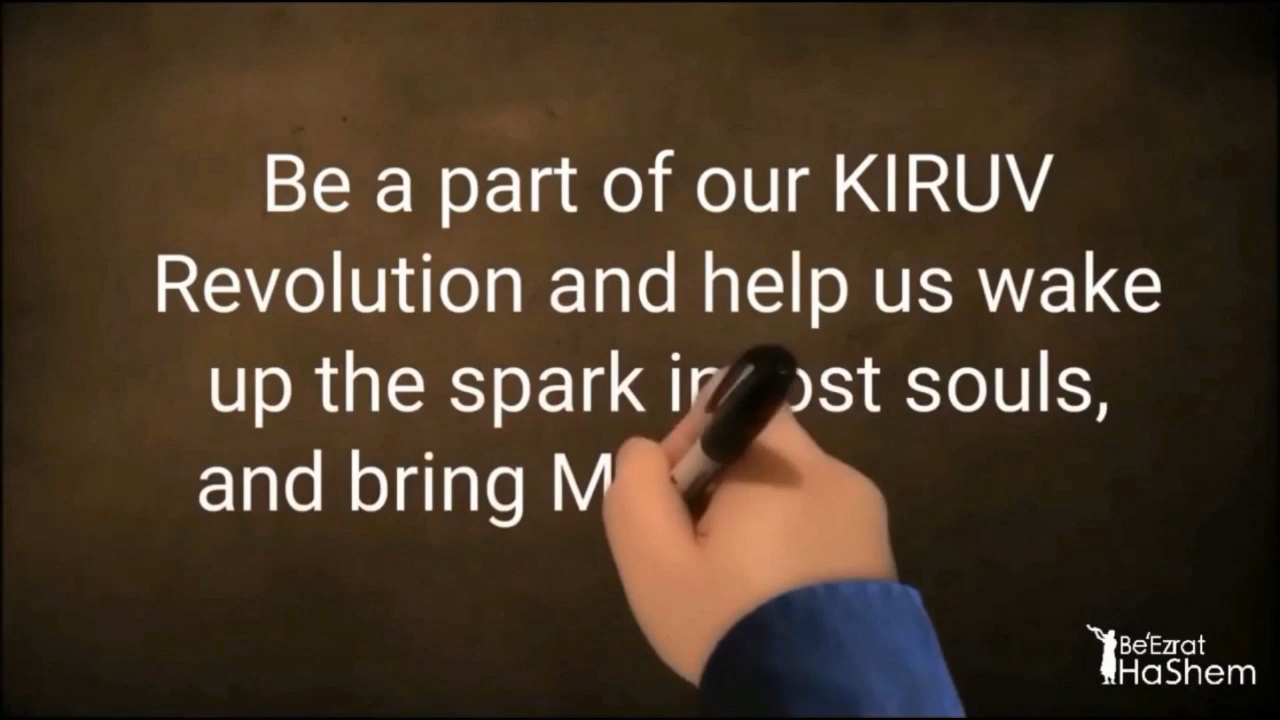 Be a part of our KIRUV
Revolution and help us wake
up the spark souls,
and bring
Be'Ezrat
HaShem